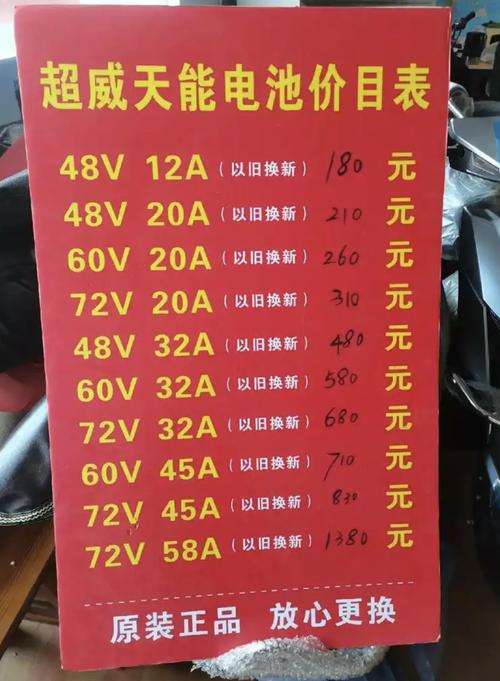 超威天能电池价目表
48V 12A（以旧换新）180 元
48V 20A（以旧换新）210 元
60V 20A（以旧换新）260 元
72V 20A（以旧换新）310 元
48V 32A（以旧换新）480 元
60V 32A（以旧换新）580 元
72V 32A（以旧换新）680 元
60V 45A（以旧换新）710 元
72V 45A（以旧换新）830 元
72V 58A（以旧换新）1380 元
原装正品 放心更换